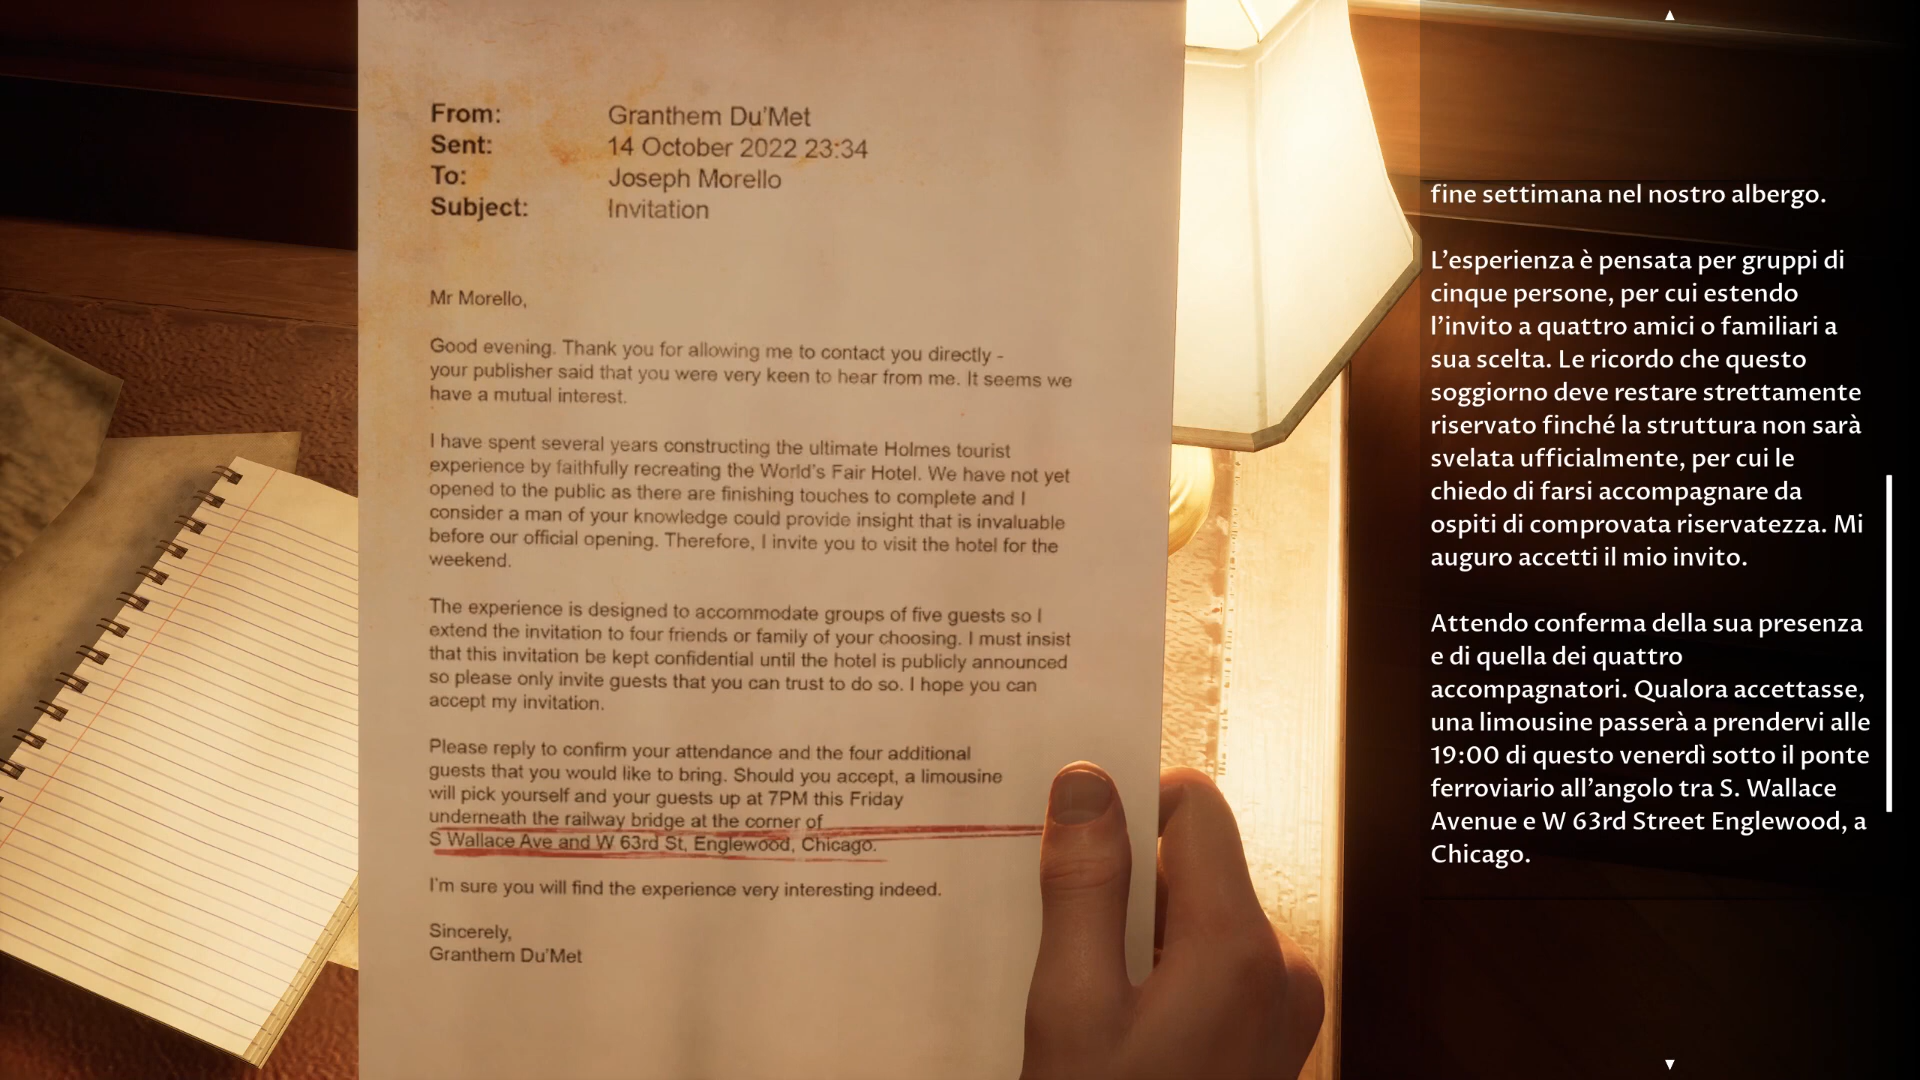 From: Granthem Du'Met
Sent: 14 October 2022 23:34
To: Joseph Morello
Subject: Invitation
Mr Morello,
Good evening. Thank you for allowing me to contact you directly -
your publisher said that you were very keen to hear from me. It seems we
have a mutual interest.
I have spent several years constructing the ultimate Holmes tourist
experience by faithfully recreating the World's Fair Hotel. We have not yet
opened to the public as there are finishing touches to complete and I
consider a man of your knowledge could provide insight that is invaluable
before our official opening. Therefore, I invite you to visit the hotel for the
weekend.
The experience is designed to accommodate groups of five guests so I
extend the invitation to four friends or family of your choosing. I must insist
that this invitation be kept confidential until the hotel is publicly announced
so please only invite guests that you can trust to do so. I hope you can
accept my invitation.
Please reply to confirm your attendance and the four additional
guests that you would like to bring. Should you accept, a limousine
will pick yourself and your guests up at 7PM this Friday
underneath the railway bridge at the corner of
S Wallace Ave and W 63rd St, Englewood, Chicago.
I'm sure you will find the experience very interesting indeed.
Sincerely,
Granthem Du'Met
fine settimana nel nostro albergo.
L'esperienza è pensata per gruppi di
cinque persone, per cui estendo
l'invito a quattro amici o familiari a
sua scelta. Le ricordo che questo
soggiorno deve restare strettamente
riservato finché la struttura non sarà
svelata ufficialmente, per cui le
chiedo di farsi accompagnare da
ospiti di comprovata riservatezza. Mi
auguro accetti il mio invito.
Attendo conferma della sua presenza
e di quella dei quattro
accompagnatori. Qualora accettasse,
una limousine passerà a prendervi alle
19:00 di questo venerdì sotto il ponte
ferroviario all'angolo tra S. Wallace
Avenue e W 63rd Street Englewood, a
Chicago.